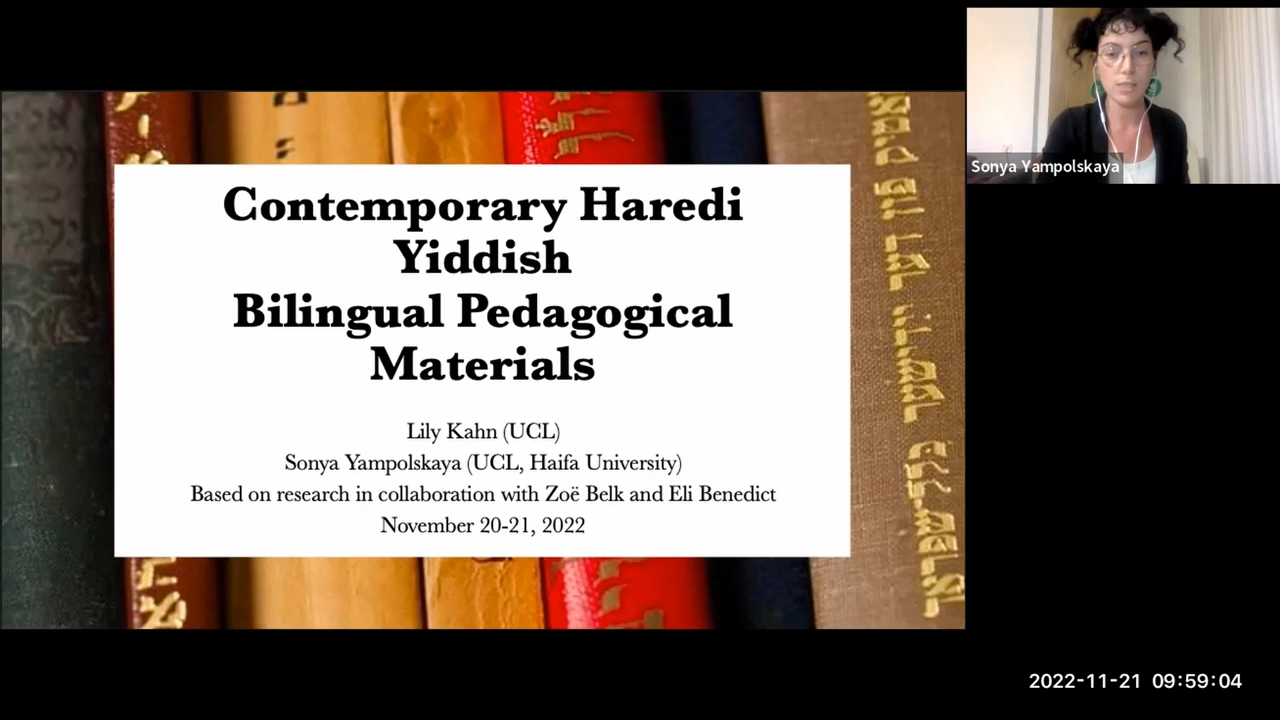 Contemporary Haredi
Yiddish
Bilingual Pedagogical
Materials
Lily Kahn (UCL)
Sonya Yampolskaya (UCL, Haifa University)
Based on research in collaboration with Zoë Belk and Eli Benedict
November 20-21, 2022
Sonya Yampolskaya
2022-11-21 09:59:04